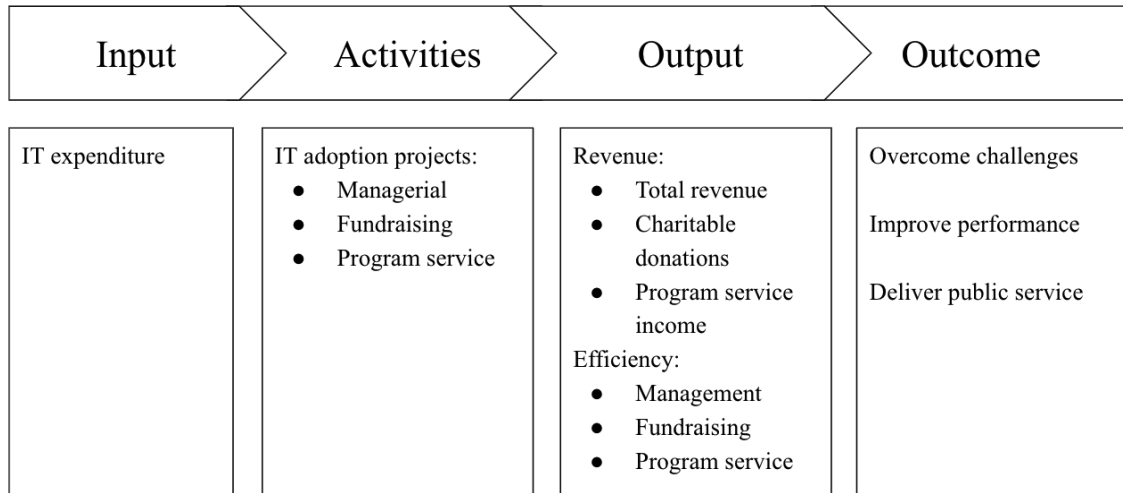 Input
Activities
Output
Outcome
IT expenditure
IT adoption projects:
● Managerial
● Fundraising
● Program service
Revenue:
● Total revenue
● Charitable
donations
● Program service
income
Efficiency:
● Management
● Fundraising
● Program service
Overcome challenges
Improve performance
Deliver public service